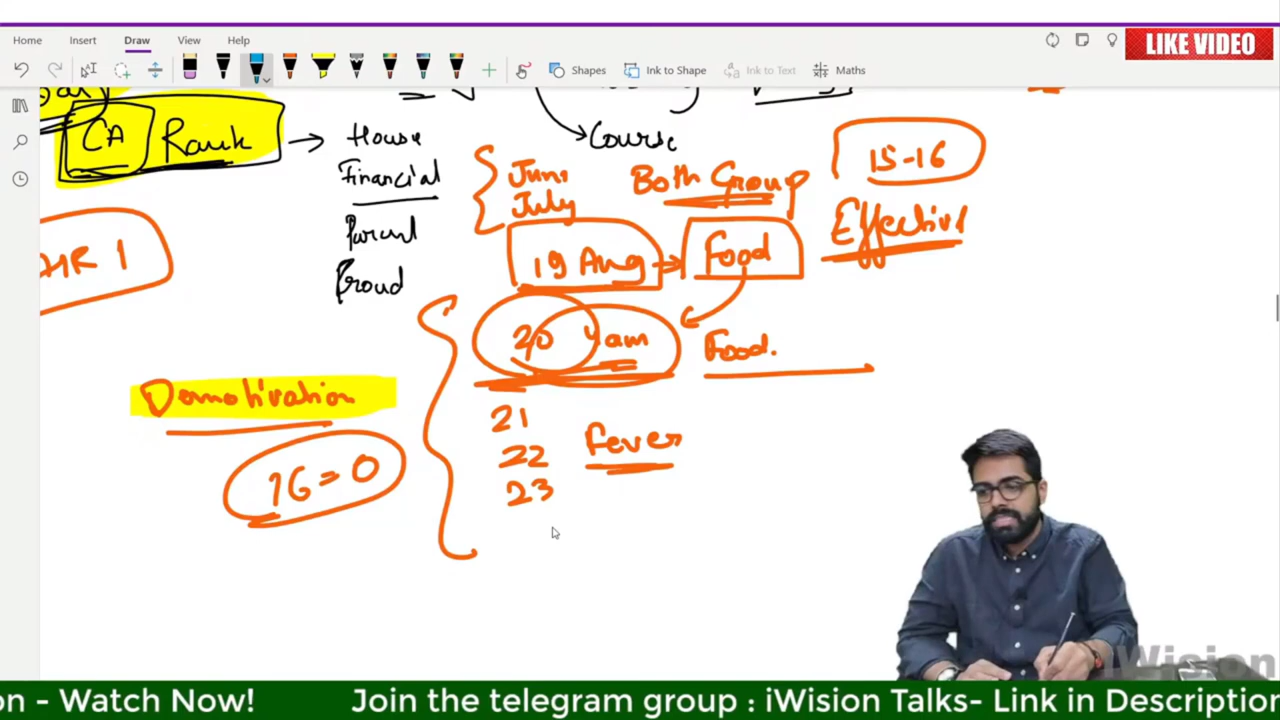 Home Insert Draw View Help
LIKE VIDEO
Shapes Ink to Shape Ink to Text Maths
CA Rank
House
Financial
Parent
Proud
Course
June
July
Both Group
15-16
Effective
HR 1
19 Aug
Food
20 4am
Food.
Demotivation
16=0
21
22
23
Fever
iWision
on - Watch Now! Join the telegram group : iWision Talks- Link in Description